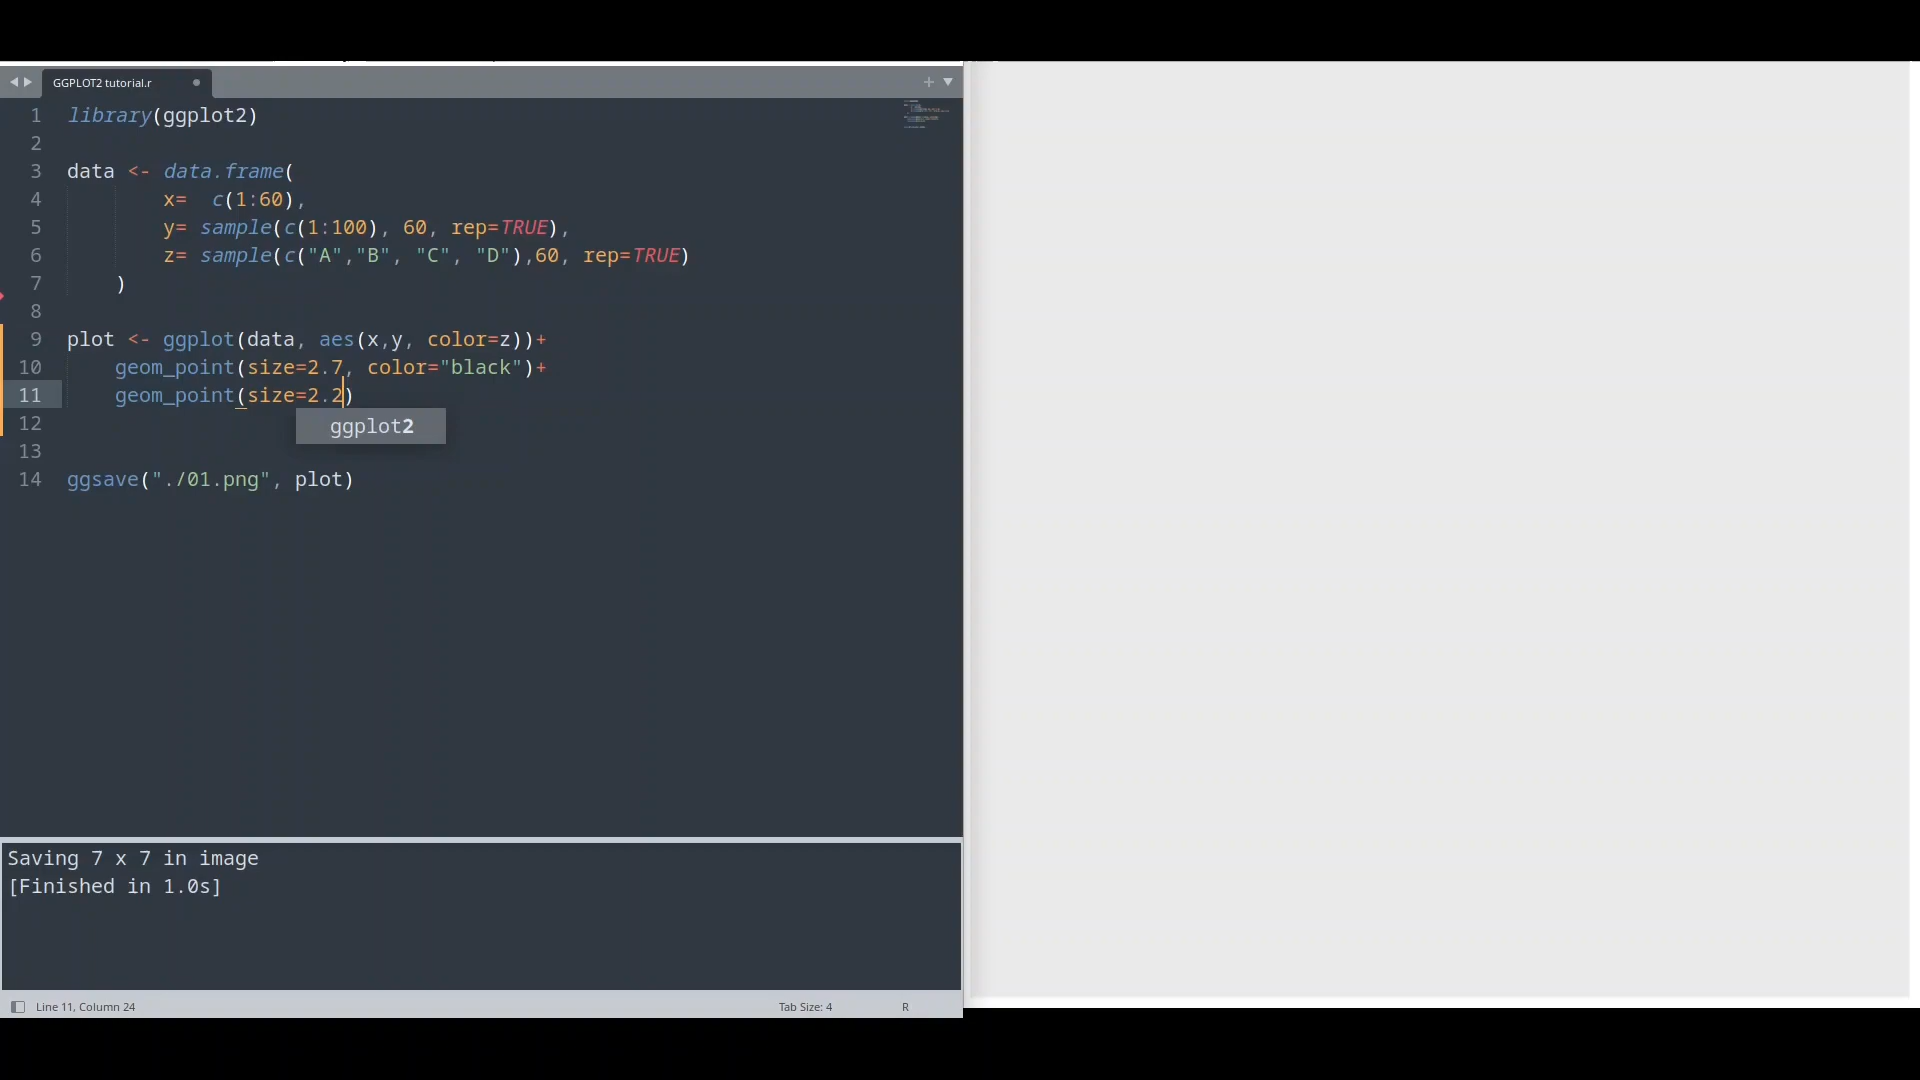 GGPLOT2 tutorial.r
1 library(ggplot2)
2
3 data <- data.frame(
4 x=  c(1:60),
5 y= sample(c(1:100), 60, rep=TRUE),
6 z= sample(c("A","B", "C", "D"),60, rep=TRUE)
7 )
8
9 plot <- ggplot(data, aes(x,y, color=z))+
10 geom_point(size=2.7, color="black")+
11 geom_point(size=2.2)
12 ggplot2
13
14 ggsave("./01.png", plot)
Saving 7 x 7 in image
[Finished in 1.0s]
Line 11, Column 24 Tab Size: 4 R